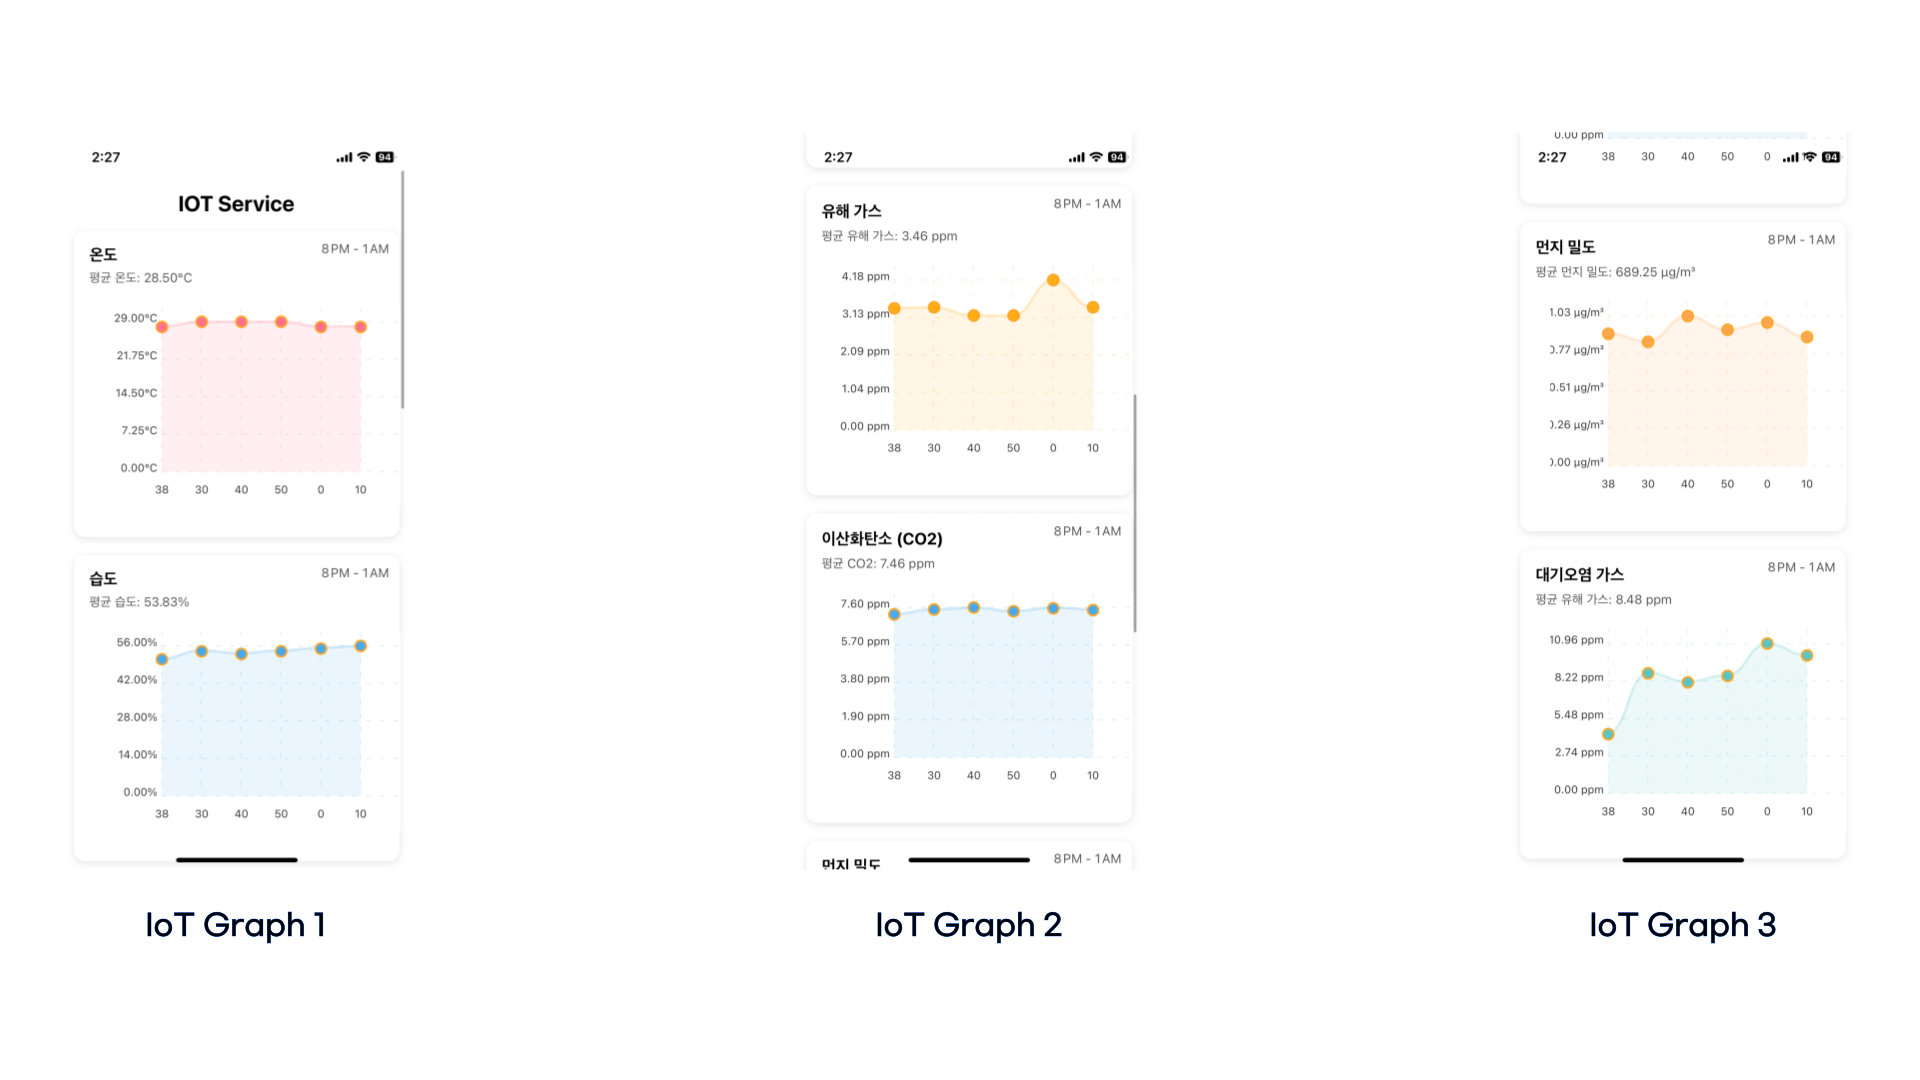 2:27
94
IOT Service
온도
8PM - 1AM
평균 온도: 28.50°C
29.00°C
21.75°C
14.50°C
7.25°C
0.00°C
38 30 40 50 0 10
습도
8PM - 1AM
평균 습도: 53.83%
56.00%
42.00%
28.00%
14.00%
0.00%
38 30 40 50 0 10
IoT Graph 1
2:27
94
유해 가스
8PM - 1AM
평균 유해 가스: 3.46 ppm
4.18 ppm
3.13 ppm
2.09 ppm
1.04 ppm
0.00 ppm
38 30 40 50 0 10
이산화탄소 (CO2)
8PM - 1AM
평균 CO2: 7.46 ppm
7.60 ppm
5.70 ppm
3.80 ppm
1.90 ppm
0.00 ppm
38 30 40 50 0 10
먼지 밀도
8PM - 1AM
IoT Graph 2
0.00 ppm
2:27
38 30 40 50 0
94
먼지 밀도
8PM - 1AM
평균 먼지 밀도: 689.25 μg/m³
1.03 μg/m³
0.77 μg/m³
0.51 μg/m³
0.26 μg/m³
0.00 μg/m³
38 30 40 50 0 10
대기오염 가스
8PM - 1AM
평균 유해 가스: 8.48 ppm
10.96 ppm
8.22 ppm
5.48 ppm
2.74 ppm
0.00 ppm
38 30 40 50 0 10
IoT Graph 3